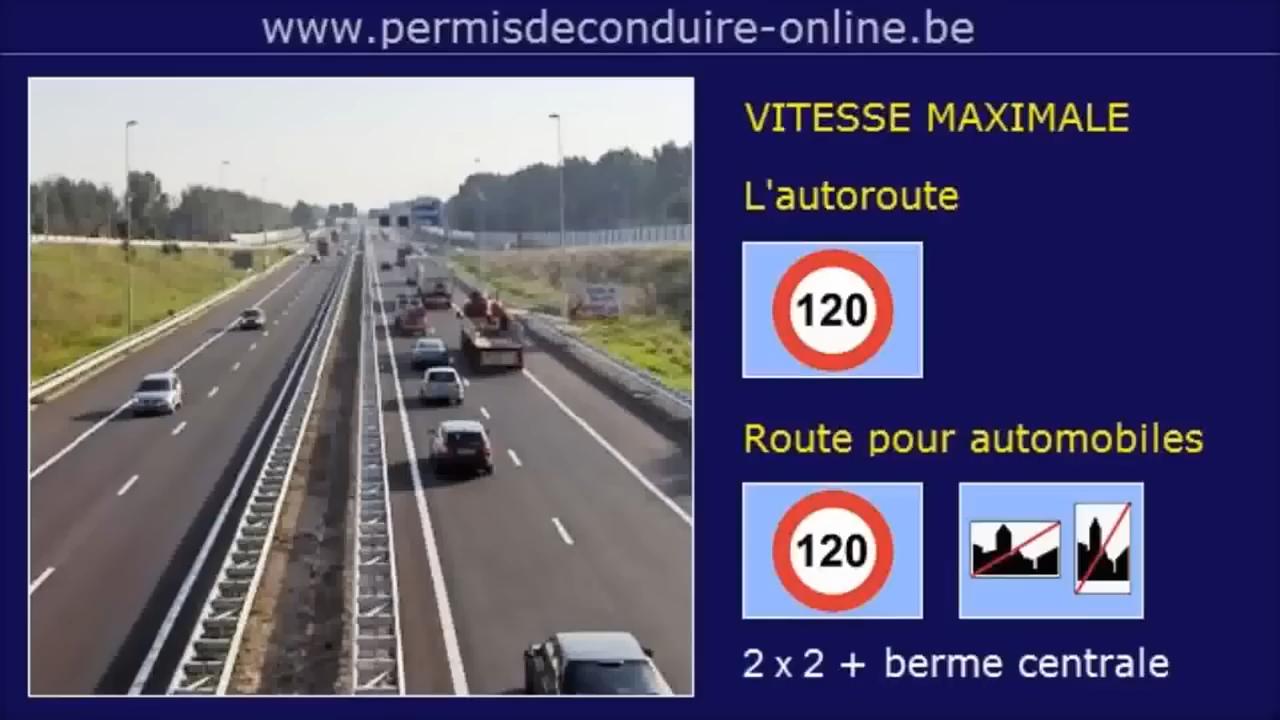 www.permisdeconduire-online.be
VITESSE MAXIMALE
L'autoroute
120
Route pour automobiles
120
2 x 2 + berme centrale